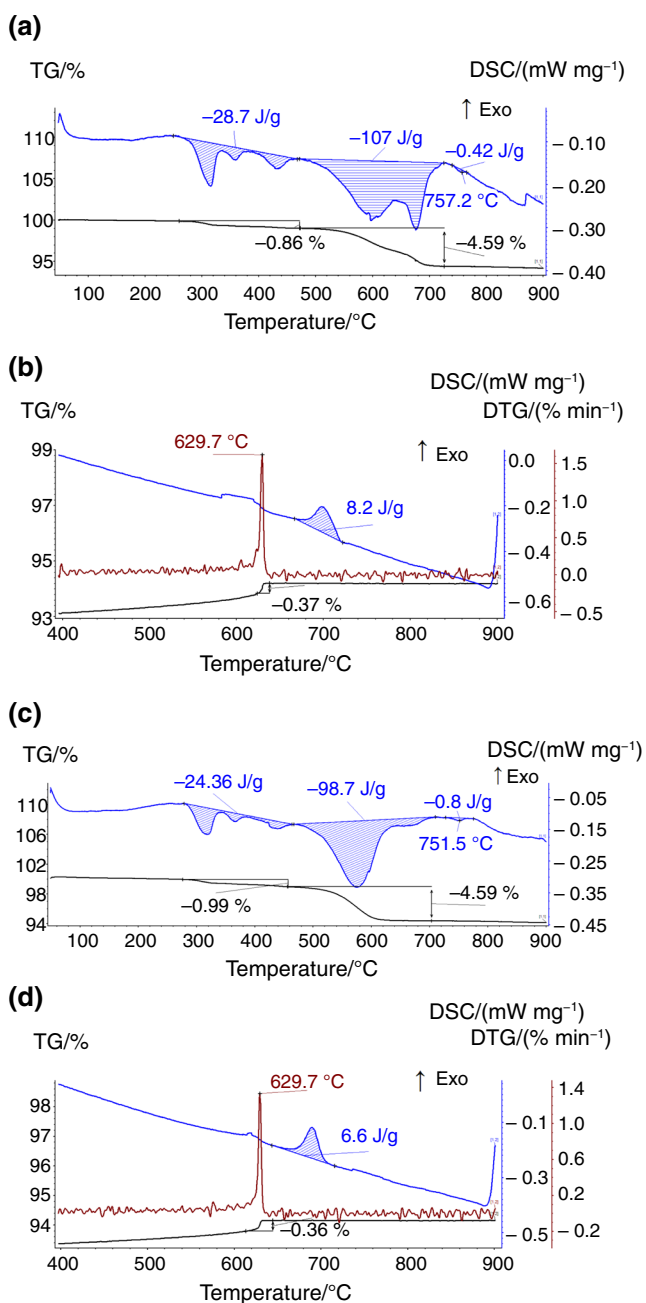 (a)
TG/%
DSC/(mW mg⁻¹)
↑ Exo
–28.7 J/g
–107 J/g
–0.42 J/g
757.2 °C
–0.86 %
–4.59 %
110
105
100
95
– 0.10
– 0.20
– 0.30
– 0.40
100 200 300 400 500 600 700 800 900
Temperature/°C
(b)
DSC/(mW mg⁻¹)
TG/%
DTG/(% min⁻¹)
629.7 °C
↑ Exo
8.2 J/g
–0.37 %
99
97
95
93
0.0
– 0.2
– 0.4
– 0.6
1.5
1.0
0.0
– 0.5
400 500 600 700 800 900
Temperature/°C
(c)
TG/%
DSC/(mW mg⁻¹)
↑ Exo
–24.36 J/g
–98.7 J/g
–0.8 J/g
751.5 °C
–0.99 %
–4.59 %
110
106
102
98
94
– 0.05
– 0.15
– 0.25
– 0.35
– 0.45
100 200 300 400 500 600 700 800 900
Temperature/°C
(d)
DSC/(mW mg⁻¹)
TG/%
DTG/(% min⁻¹)
629.7 °C
↑ Exo
6.6 J/g
–0.36 %
98
97
96
95
94
– 0.1
– 0.3
– 0.5
1.4
1.0
0.6
0.2
– 0.2
400 500 600 700 800 900
Temperature/°C